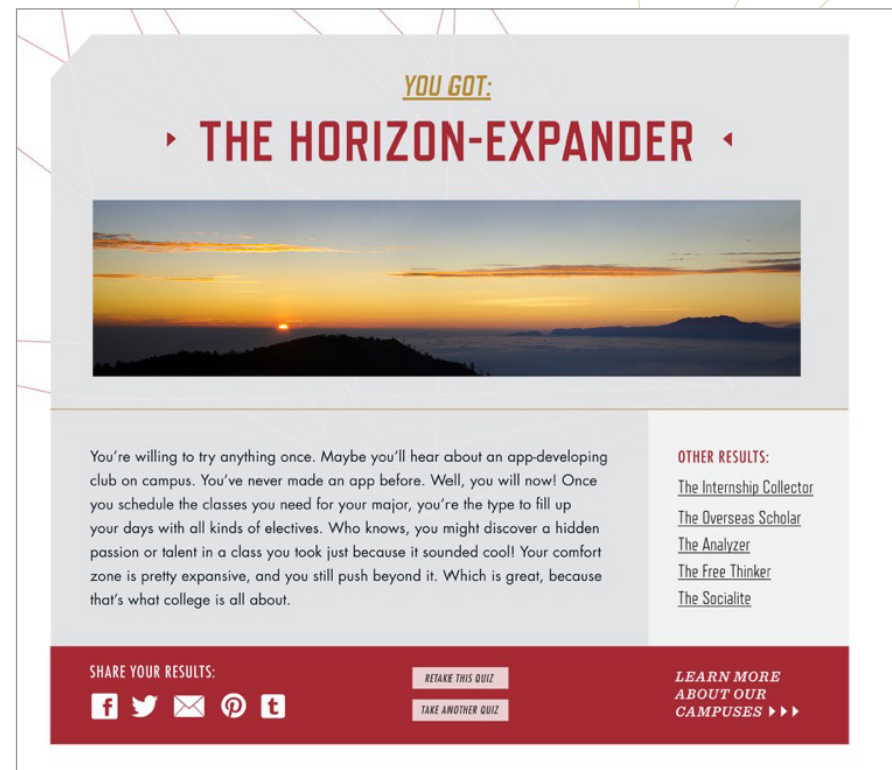 YOU GOT:
THE HORIZON-EXPANDER
You're willing to try anything once. Maybe you'll hear about an app-developing
club on campus. You've never made an app before. Well, you will now! Once
you schedule the classes you need for your major, you're the type to fill up
your days with all kinds of electives. Who knows, you might discover a hidden
passion or talent in a class you took just because it sounded cool! Your comfort
zone is pretty expansive, and you still push beyond it. Which is great, because
that's what college is all about.
OTHER RESULTS:
The Internship Collector
The Overseas Scholar
The Analyzer
The Free Thinker
The Socialite
SHARE YOUR RESULTS:
RETAKE THIS QUIZ
TAKE ANOTHER QUIZ
LEARN MORE
ABOUT OUR
CAMPUSES